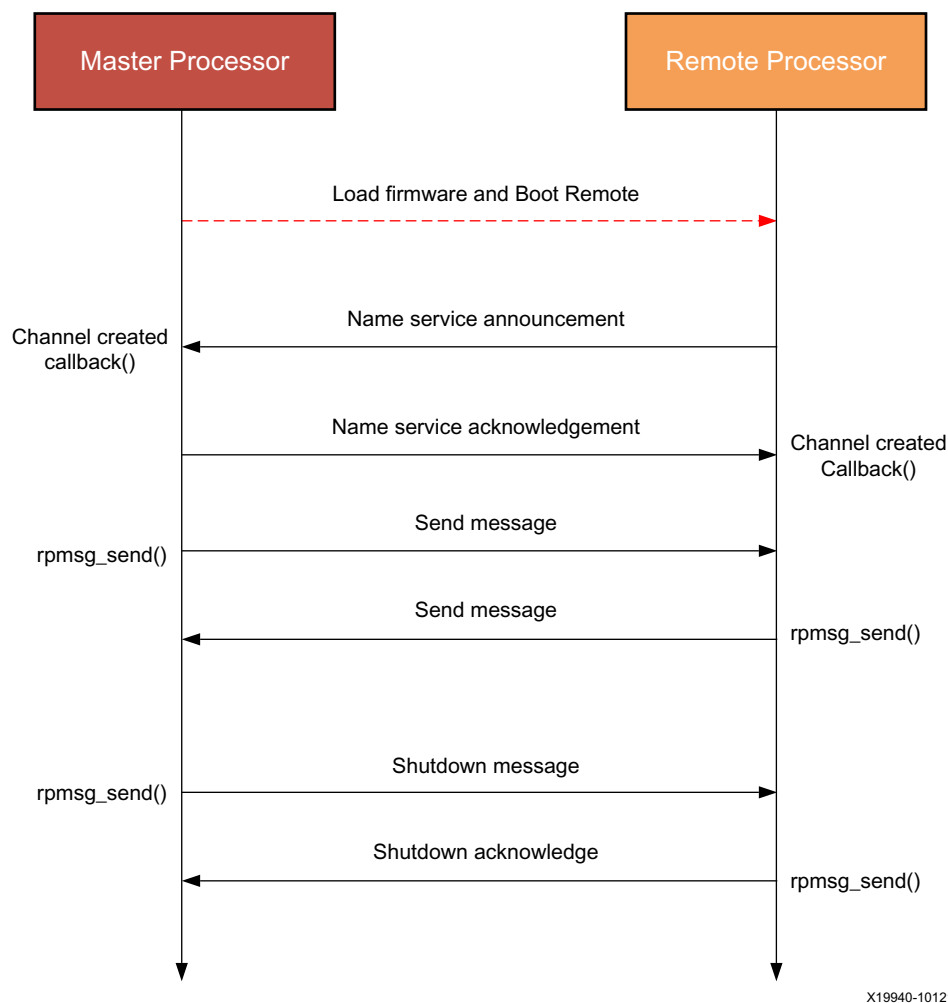 Master Processor
Remote Processor
Load firmware and Boot Remote
Name service announcement
Channel created
callback()
Name service acknowledgement
Channel created
Callback()
Send message
rpmsg_send()
Send message
rpmsg_send()
Shutdown message
rpmsg_send()
Shutdown acknowledge
rpmsg_send()
X19940-1012